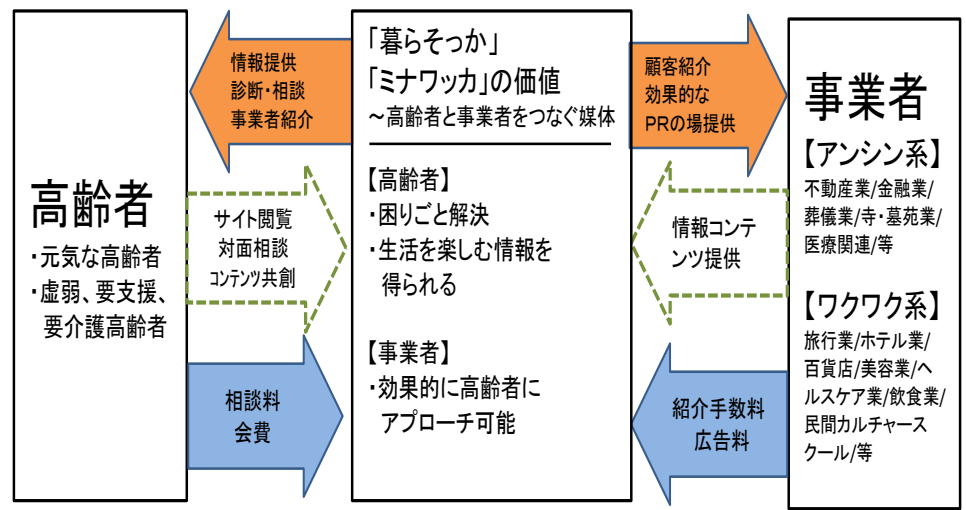 高齢者
・元気な高齢者
・虚弱、要支援、
要介護高齢者
情報提供
診断・相談
事業者紹介
サイト閲覧
対面相談
コンテンツ共創
相談料
会費
「暮らそっか」
「ミナワッカ」の価値
～高齢者と事業者をつなぐ媒体
【高齢者】
・困りごと解決
・生活を楽しむ情報を
得られる
【事業者】
・効果的に高齢者に
アプローチ可能
顧客紹介
効果的な
PRの場提供
情報コンテ
ンツ提供
紹介手数料
広告料
事業者
【アンシン系】
不動産業/金融業/
葬儀業/寺・墓苑業/
医療関連/等
【ワクワク系】
旅行業/ホテル業/
百貨店/美容業/ヘ
ルスケア業/飲食業/
民間カルチャース
クール/等